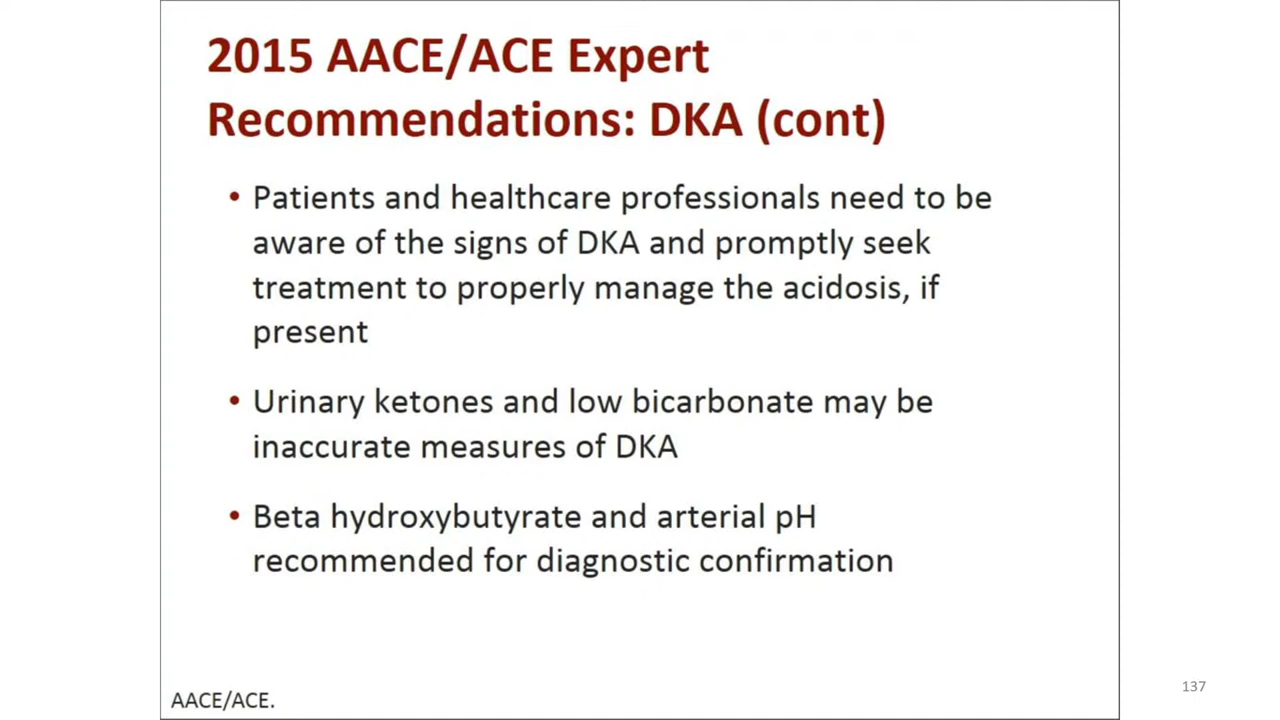 2015 AACE/ACE Expert
Recommendations: DKA (cont)
• Patients and healthcare professionals need to be
aware of the signs of DKA and promptly seek
treatment to properly manage the acidosis, if
present
• Urinary ketones and low bicarbonate may be
inaccurate measures of DKA
• Beta hydroxybutyrate and arterial pH
recommended for diagnostic confirmation
137
AACE/ACE.